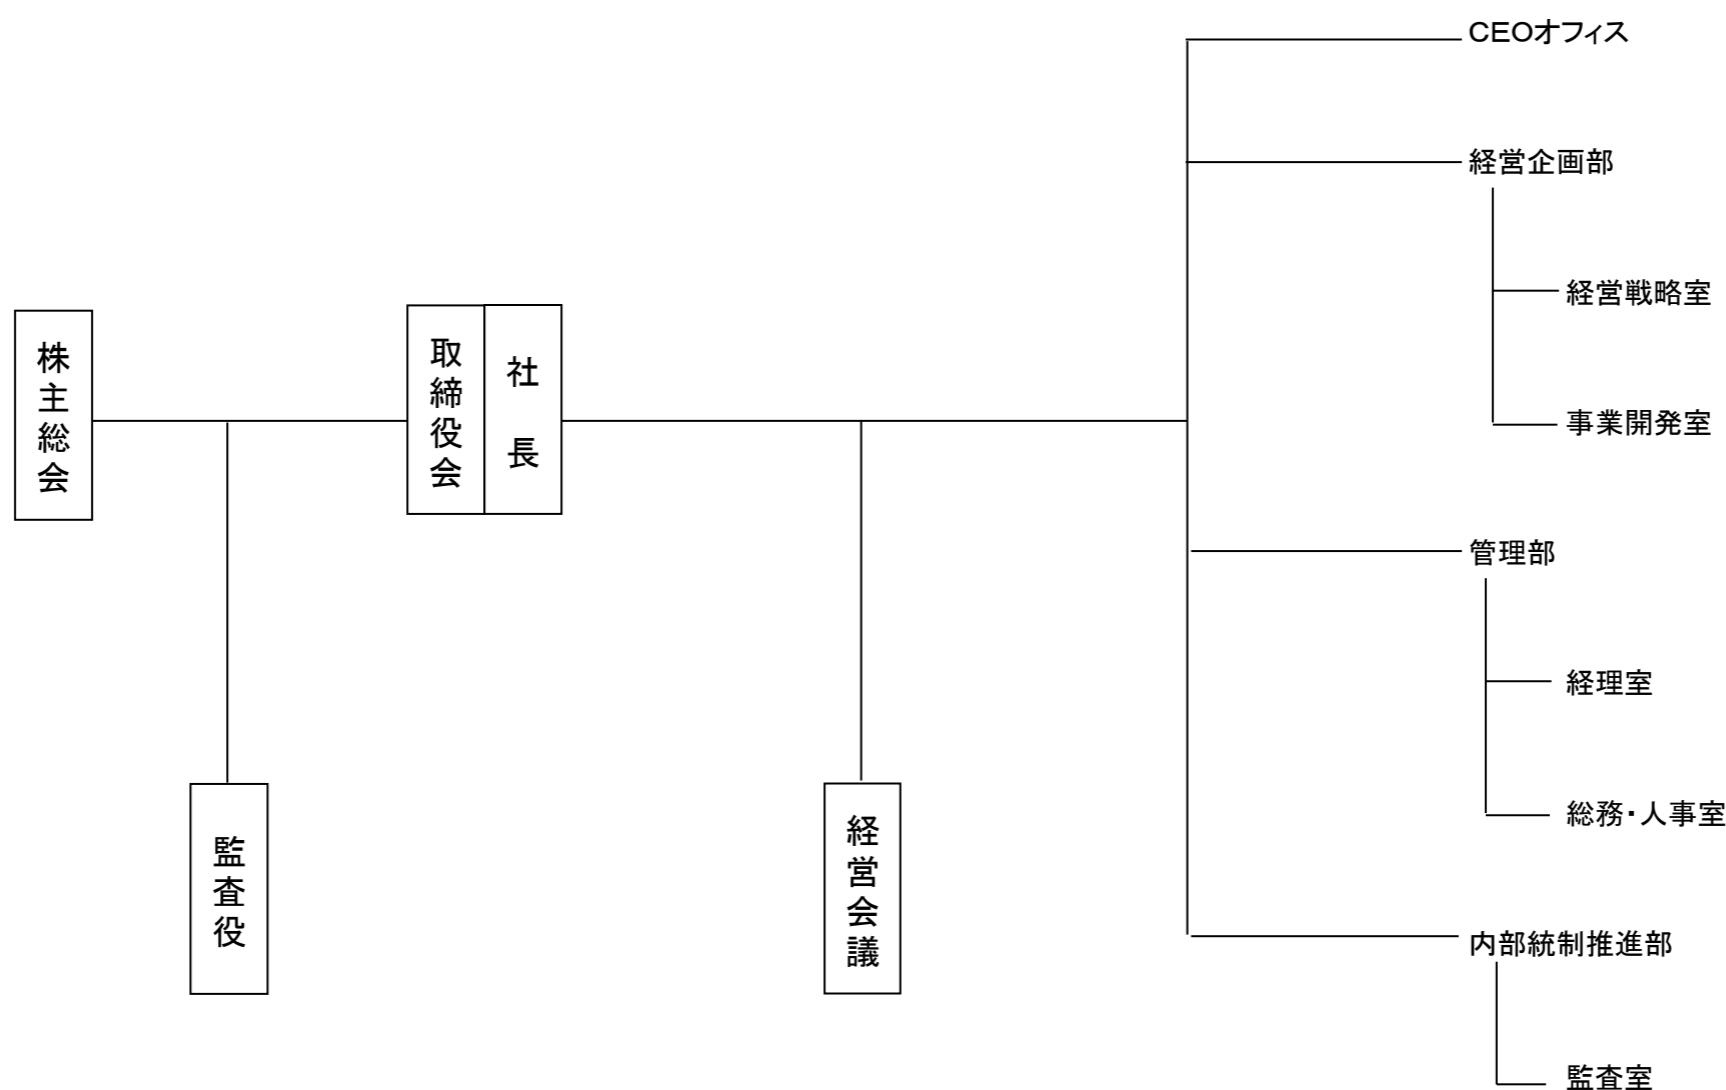 株主総会
監査役
取締役会
社長
経営会議
CEOオフィス
経営企画部
経営戦略室
事業開発室
管理部
経理室
総務・人事室
内部統制推進部
監査室